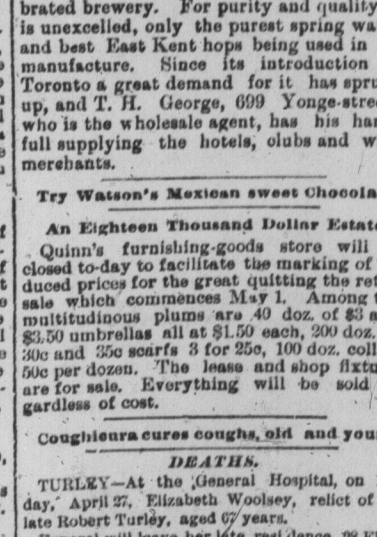 brated brewery. For purity and quality
is unexcelled, only the purest spring wa
and best East Kent hops being used in
manufacture. Since its introduction
Toronto a great demand for it has spru
up, and T. H. George, 699 Yonge-stree
who is the wholesale agent, has his han
full supplying the hotels, clubs and w
merchants.
Try Watson's Mexican sweet Chocola
An Eighteen Thousand Dollar Estate
Quinn's furnishing-goods store will
closed to-day to facilitate the marking of
duced prices for the great quitting the ret
sale which commences May 1. Among t
multitudinous plums are 40 doz. of $3 a
$3.50 umbrellas all at $1.50 each, 200 doz.
30c and 35c scarfs 3 for 25c, 100 doz. coll
50c per dozen. The lease and shop fixtu
are for sale. Everything will be sold
gardless of cost.
Coughleura cures coughs, old and you
DEATHS.
TURLEY—At the General Hospital, on
day, April 27, Elizabeth Woolsey, relict of
late Robert Turley, aged 67 years.